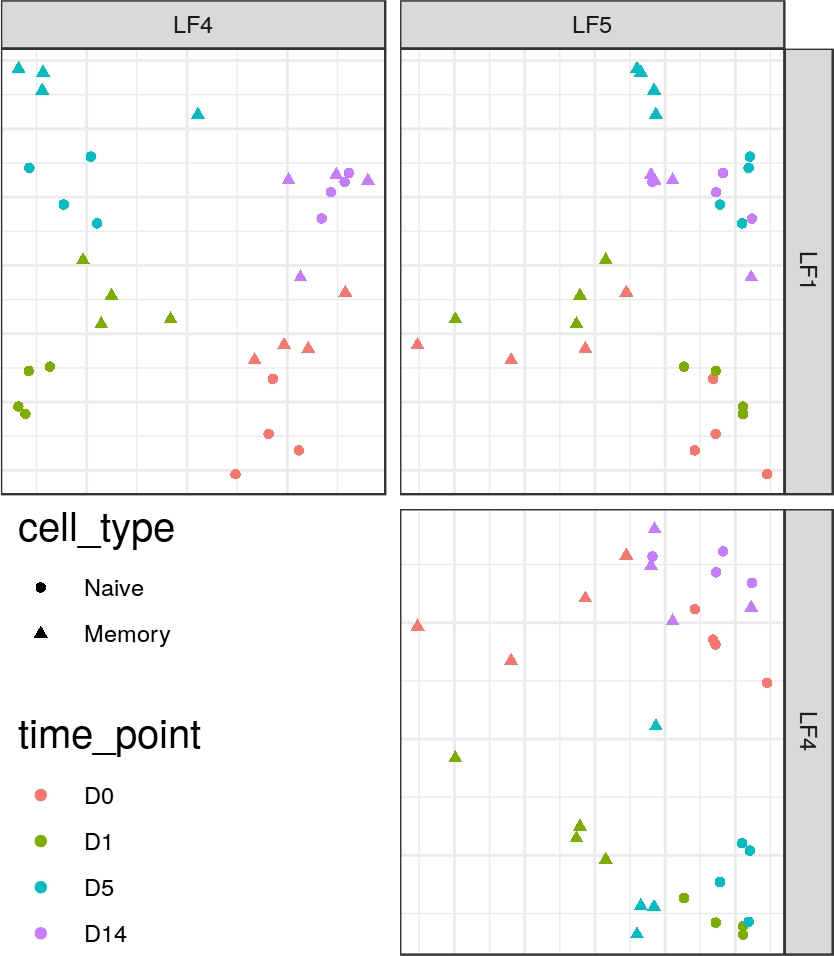 LF4
LF5
LF1
LF4
cell_type
Naive
Memory
time_point
D0
D1
D5
D14